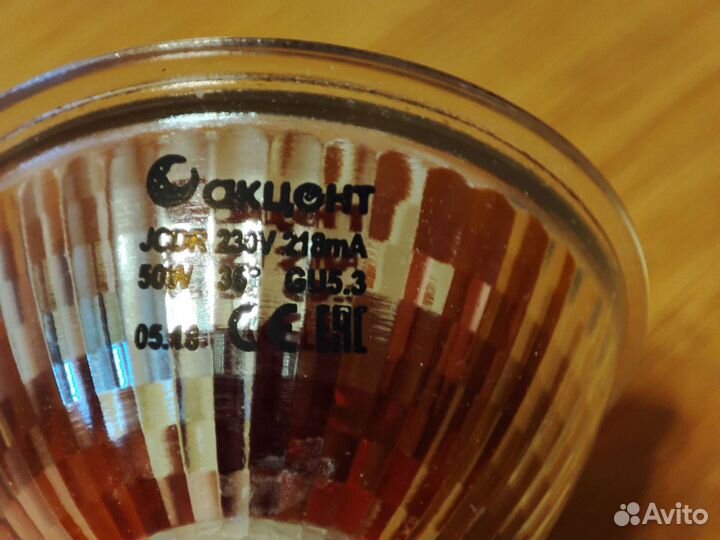 акцент
JCDR 230V 218mA
50W 36° GU5.3
05.18 CE EAC
Avito